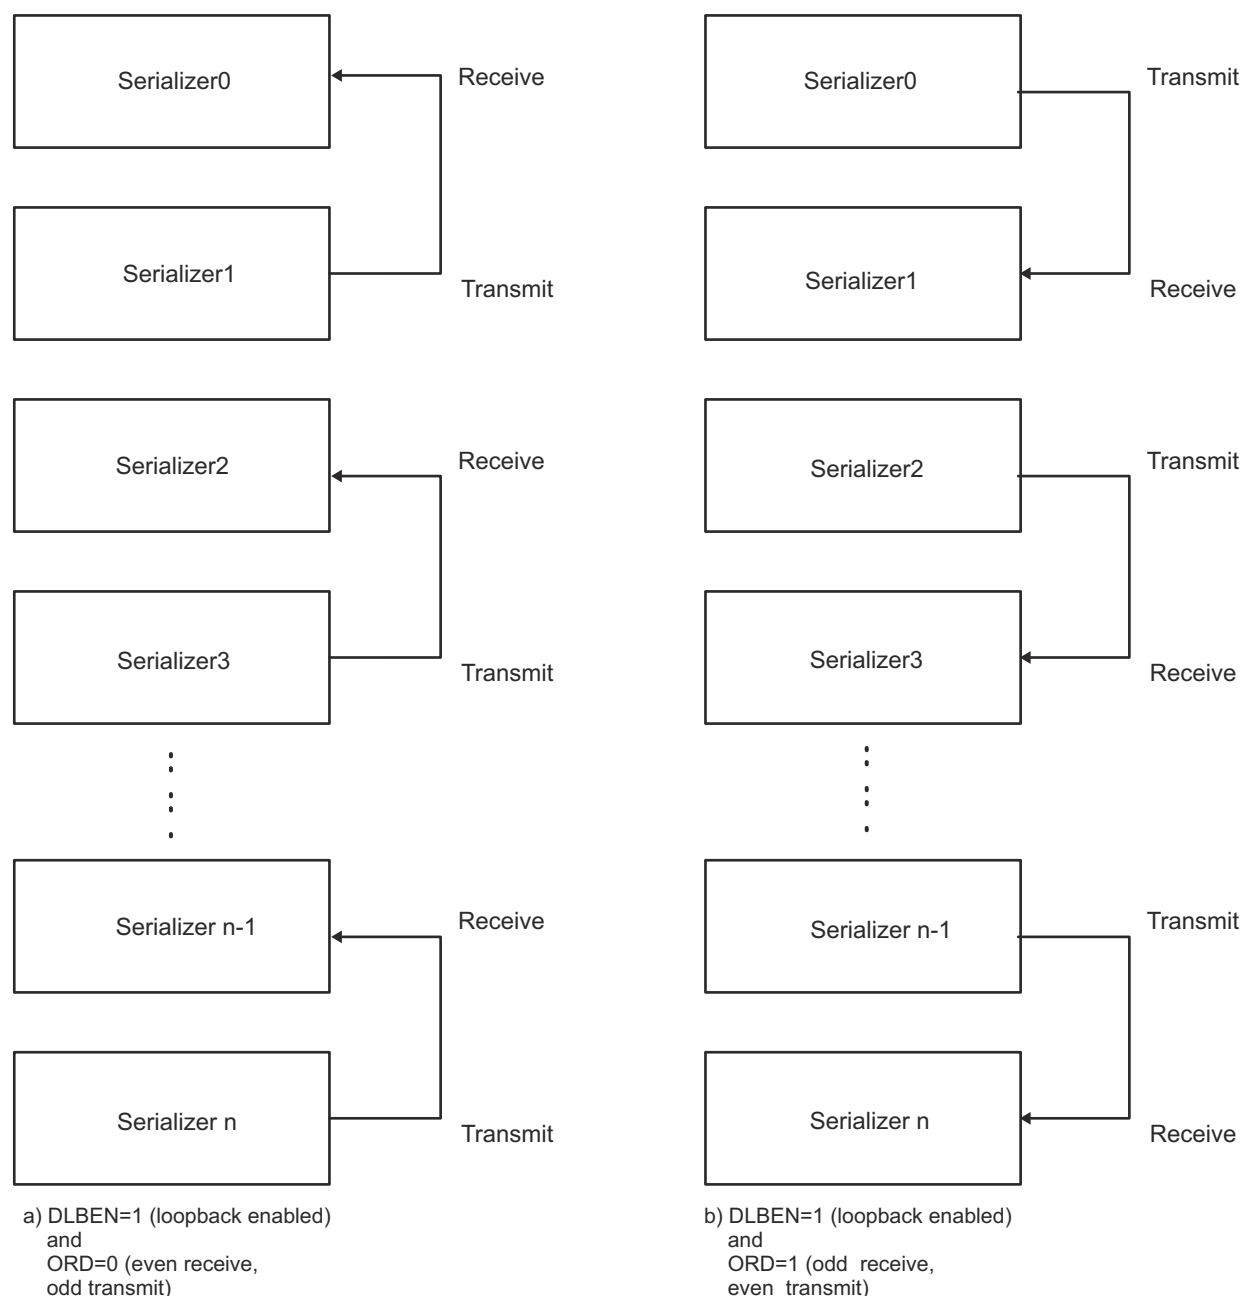 Serializer0
Receive
Serializer1
Transmit
Serializer2
Receive
Serializer3
Transmit
Serializer n-1
Receive
Serializer n
Transmit
a) DLBEN=1 (loopback enabled)
and
ORD=0 (even receive,
odd transmit)
Serializer0
Transmit
Serializer1
Receive
Serializer2
Transmit
Serializer3
Receive
Serializer n-1
Transmit
Serializer n
Receive
b) DLBEN=1 (loopback enabled)
and
ORD=1 (odd receive,
even transmit)